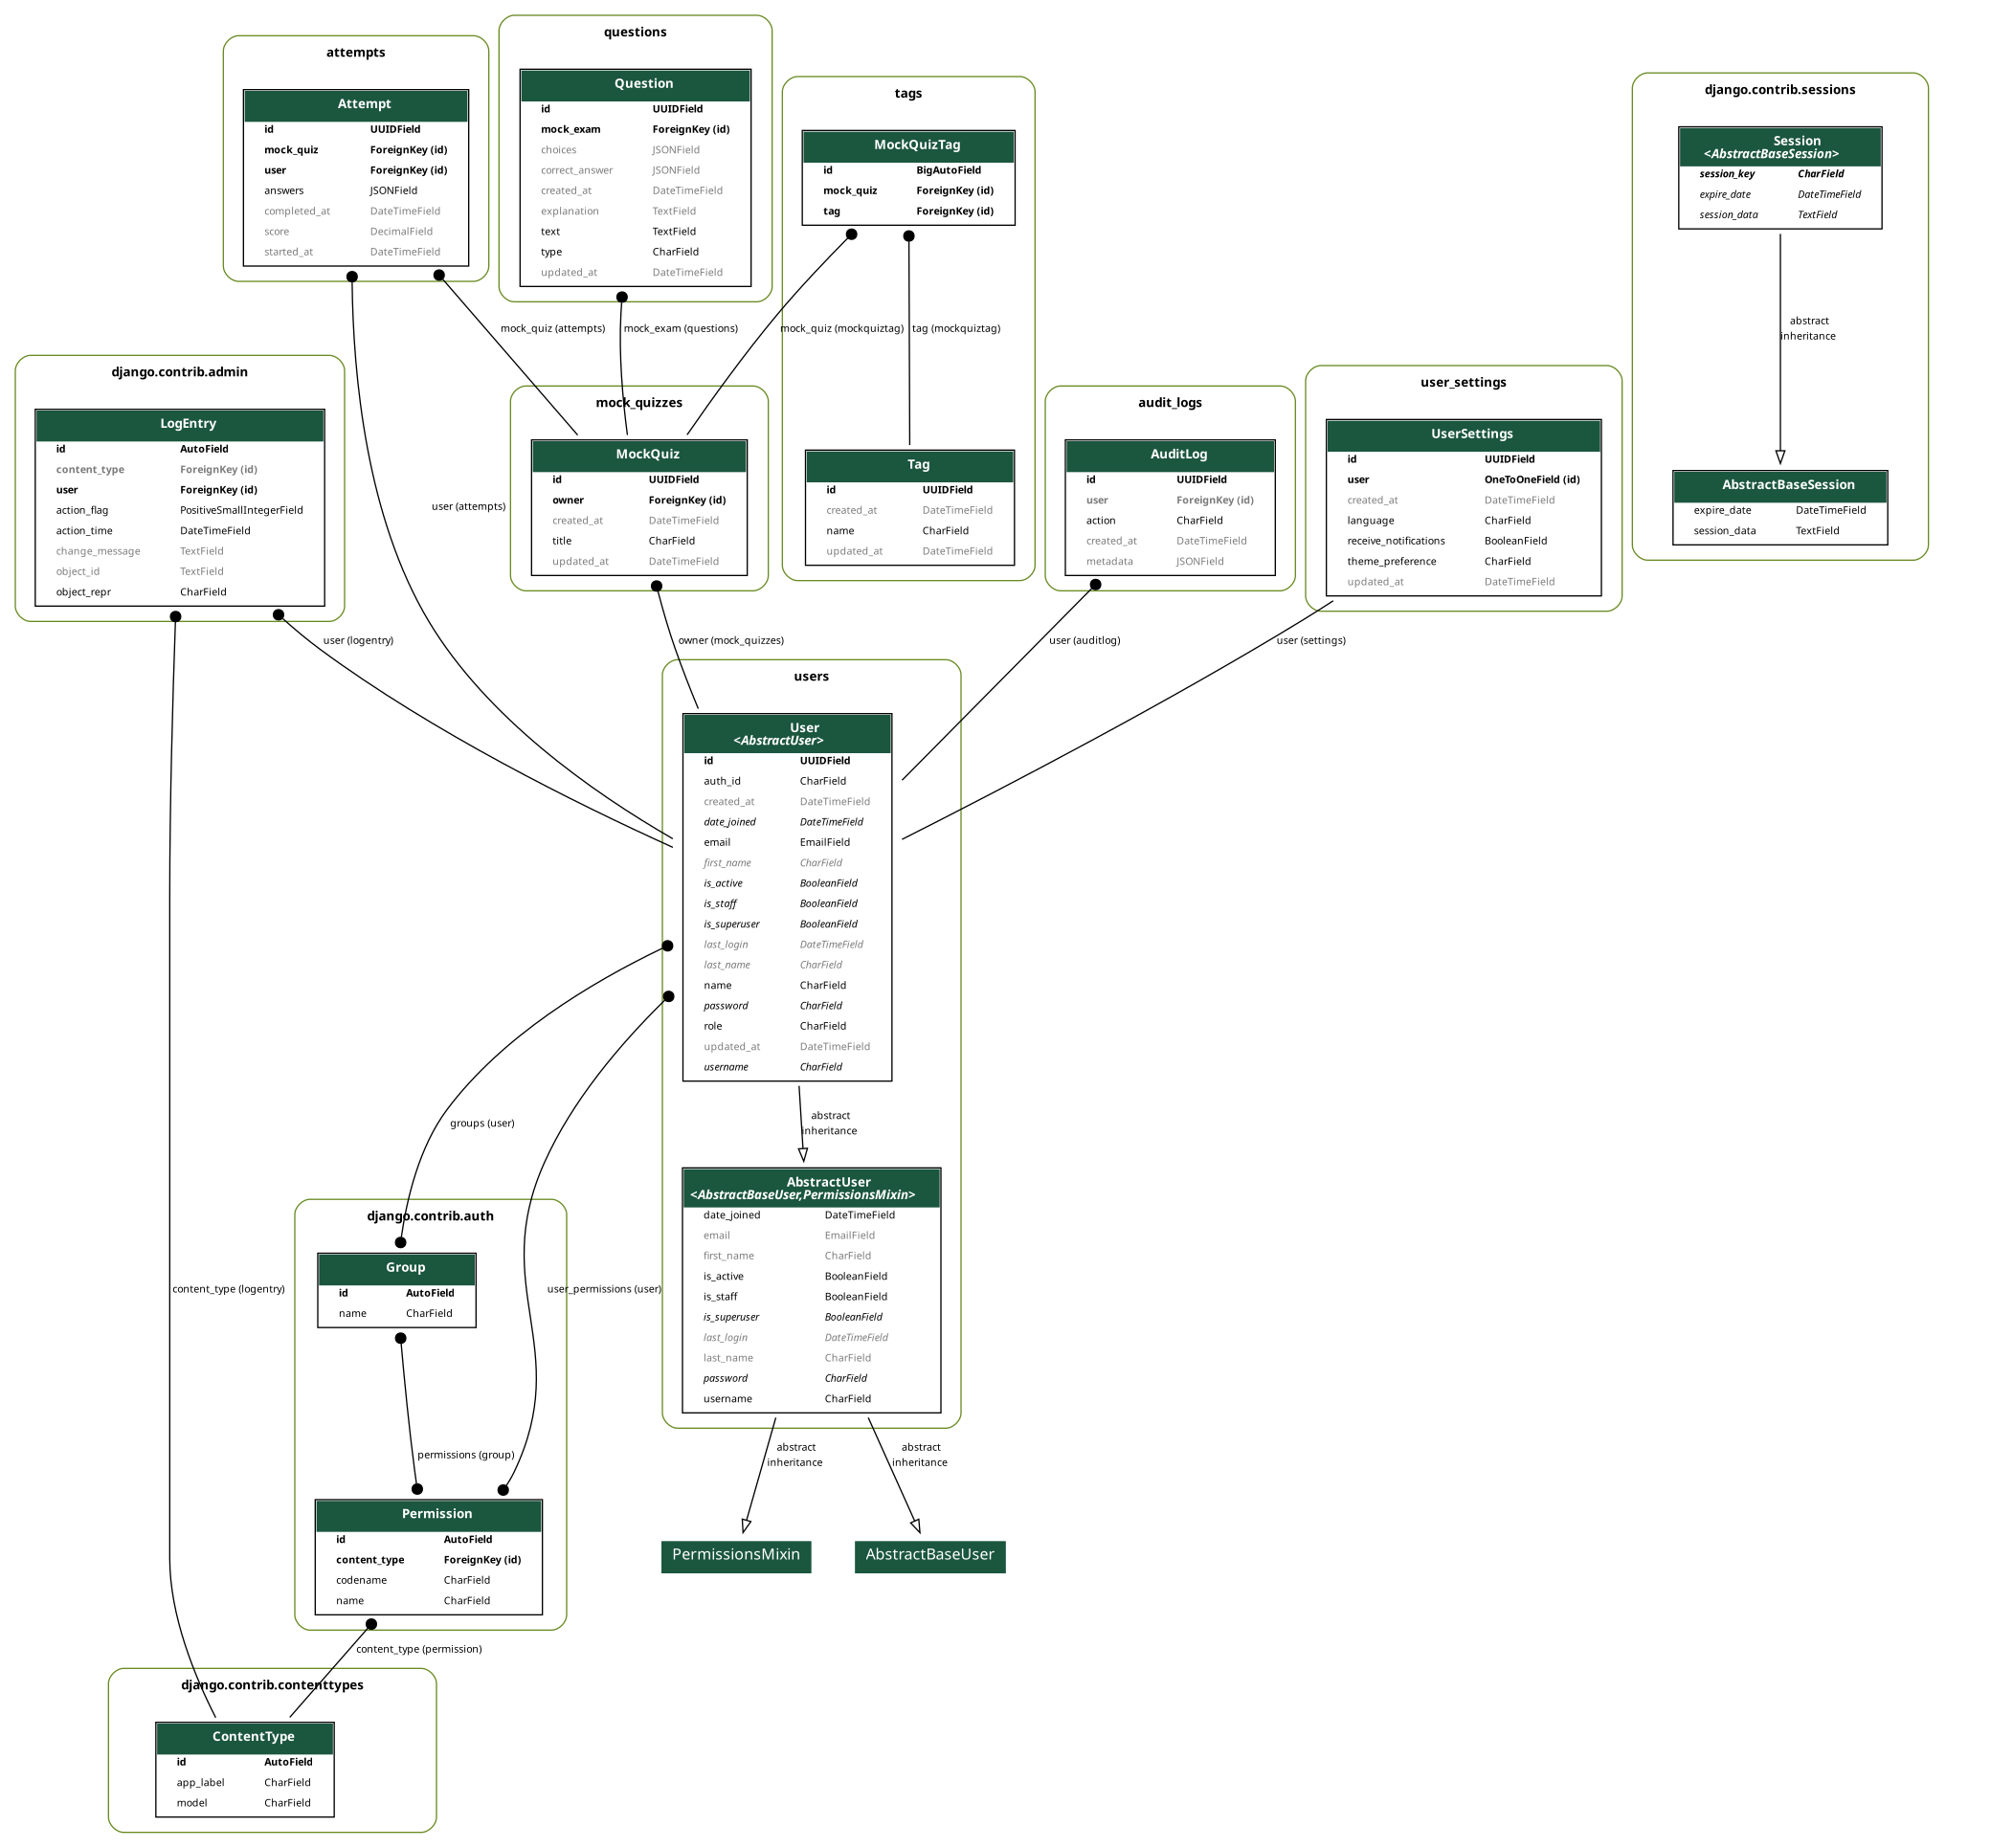 attempts
Attempt
id UUIDField
mock_quiz ForeignKey (id)
user ForeignKey (id)
answers JSONField
completed_at DateTimeField
score DecimalField
started_at DateTimeField
questions
Question
id UUIDField
mock_exam ForeignKey (id)
choices JSONField
correct_answer JSONField
created_at DateTimeField
explanation TextField
text TextField
type CharField
updated_at DateTimeField
tags
MockQuizTag
id BigAutoField
mock_quiz ForeignKey (id)
tag ForeignKey (id)
django.contrib.sessions
Session
<AbstractBaseSession>
session_key CharField
expire_date DateTimeField
session_data TextField
mock_quiz (attempts)
mock_exam (questions)
mock_quiz (mockquiztag)
tag (mockquiztag)
abstract
inheritance
django.contrib.admin
LogEntry
id AutoField
content_type ForeignKey (id)
user ForeignKey (id)
action_flag PositiveSmallIntegerField
action_time DateTimeField
change_message TextField
object_id TextField
object_repr CharField
user (attempts)
mock_quizzes
MockQuiz
id UUIDField
owner ForeignKey (id)
created_at DateTimeField
title CharField
updated_at DateTimeField
Tag
id UUIDField
created_at DateTimeField
name CharField
updated_at DateTimeField
audit_logs
AuditLog
id UUIDField
user ForeignKey (id)
action CharField
created_at DateTimeField
metadata JSONField
user_settings
UserSettings
id UUIDField
user OneToOneField (id)
created_at DateTimeField
language CharField
receive_notifications BooleanField
theme_preference CharField
updated_at DateTimeField
AbstractBaseSession
expire_date DateTimeField
session_data TextField
user (logentry)
owner (mock_quizzes)
user (auditlog)
user (settings)
users
User
<AbstractUser>
id UUIDField
auth_id CharField
created_at DateTimeField
date_joined DateTimeField
email EmailField
first_name CharField
is_active BooleanField
is_staff BooleanField
is_superuser BooleanField
last_login DateTimeField
last_name CharField
name CharField
password CharField
role CharField
updated_at DateTimeField
username CharField
groups (user)
abstract
inheritance
AbstractUser
<AbstractBaseUser,PermissionsMixin>
date_joined DateTimeField
email EmailField
first_name CharField
is_active BooleanField
is_staff BooleanField
is_superuser BooleanField
last_login DateTimeField
last_name CharField
password CharField
username CharField
django.contrib.auth
Group
id AutoField
name CharField
content_type (logentry)
user_permissions (user)
permissions (group)
abstract
inheritance
abstract
inheritance
Permission
id AutoField
content_type ForeignKey (id)
codename CharField
name CharField
PermissionsMixin
AbstractBaseUser
content_type (permission)
django.contrib.contenttypes
ContentType
id AutoField
app_label CharField
model CharField